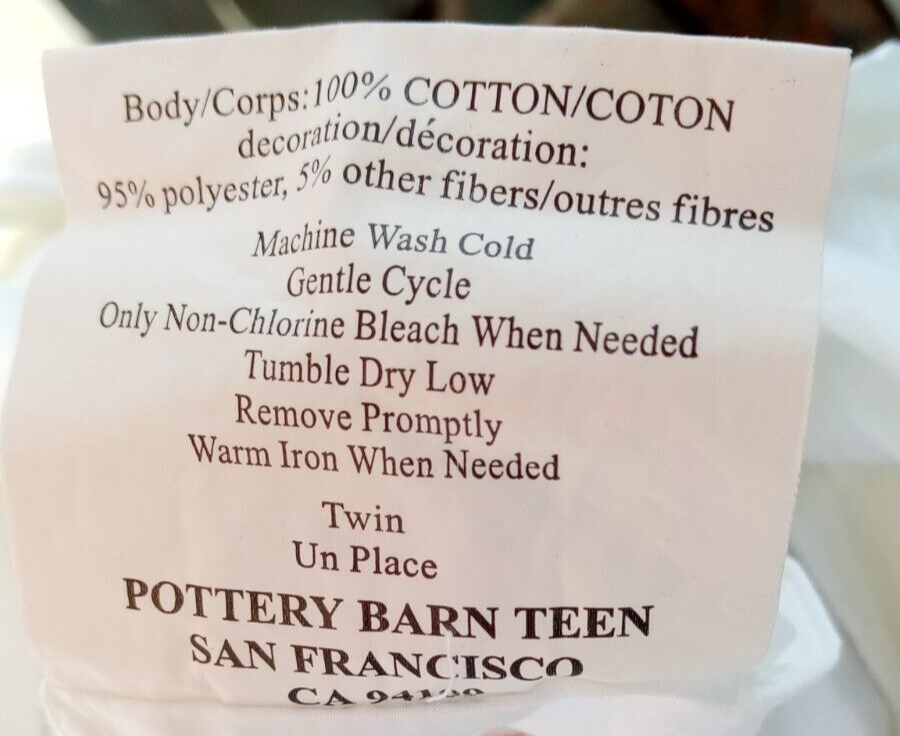 Body/Corps:100% COTTON/COTON
decoration/décoration:
95% polyester, 5% other fibers/outres fibres
Machine Wash Cold
Gentle Cycle
Only Non-Chlorine Bleach When Needed
Tumble Dry Low
Remove Promptly
Warm Iron When Needed
Twin
Un Place
POTTERY BARN TEEN
SAN FRANCISCO
CA